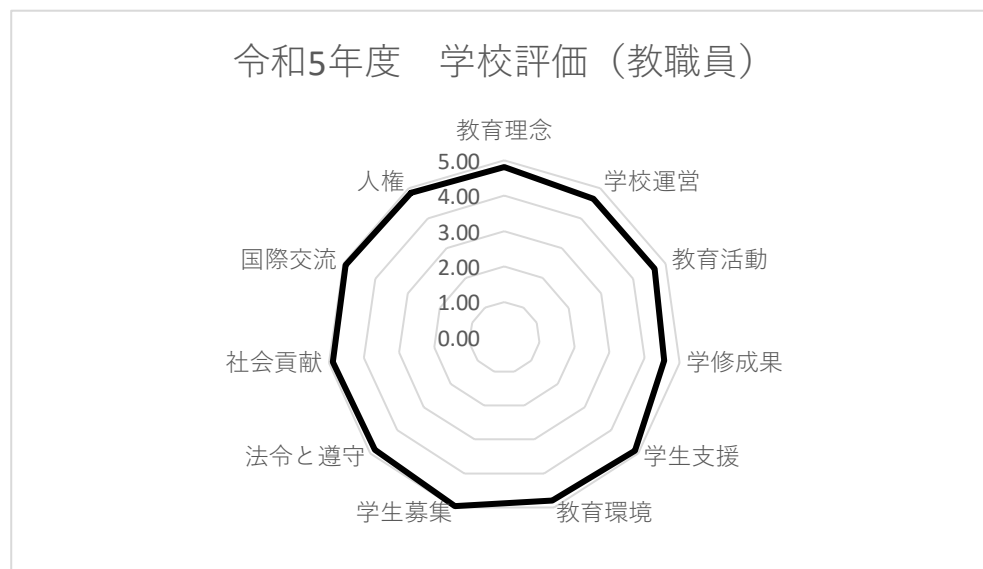 令和5年度　学校評価（教職員）
教育理念
学校運営
教育活動
学修成果
学生支援
教育環境
学生募集
法令と遵守
社会貢献
国際交流
人権
5.00
4.00
3.00
2.00
1.00
0.00